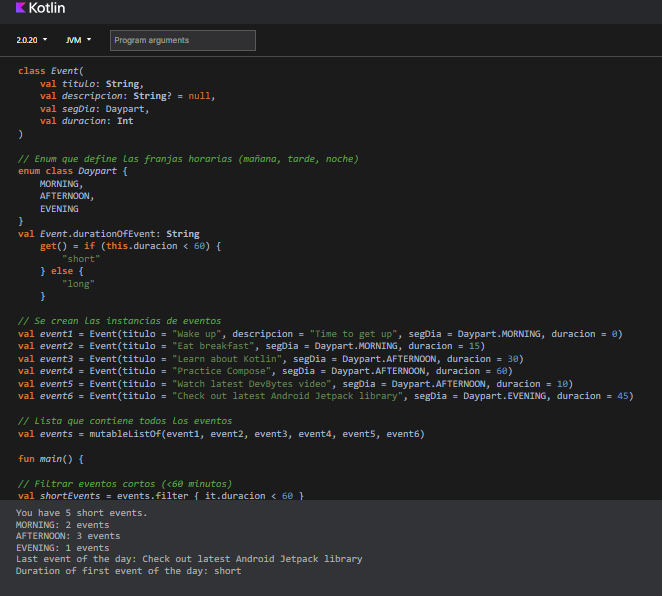 Kotlin
2.0.20 JVM Program arguments
class Event(
    val titulo: String,
    val descripcion: String? = null,
    val segDia: Daypart,
    val duracion: Int
)
// Enum que define las franjas horarias (mañana, tarde, noche)
enum class Daypart {
    MORNING,
    AFTERNOON,
    EVENING
}
val Event.durationOfEvent: String
    get() = if (this.duracion < 60) {
        "short"
    } else {
        "long"
    }
// Se crean las instancias de eventos
val event1 = Event(titulo = "Wake up", descripcion = "Time to get up", segDia = Daypart.MORNING, duracion = 0)
val event2 = Event(titulo = "Eat breakfast", segDia = Daypart.MORNING, duracion = 15)
val event3 = Event(titulo = "Learn about Kotlin", segDia = Daypart.AFTERNOON, duracion = 30)
val event4 = Event(titulo = "Practice Compose", segDia = Daypart.AFTERNOON, duracion = 60)
val event5 = Event(titulo = "Watch latest DevBytes video", segDia = Daypart.AFTERNOON, duracion = 10)
val event6 = Event(titulo = "Check out latest Android Jetpack library", segDia = Daypart.EVENING, duracion = 45)
// Lista que contiene todos los eventos
val events = mutableListOf(event1, event2, event3, event4, event5, event6)
fun main() {
// Filtrar eventos cortos (<60 minutos)
val shortEvents = events.filter { it.duracion < 60 }
You have 5 short events.
MORNING: 2 events
AFTERNOON: 3 events
EVENING: 1 events
Last event of the day: Check out latest Android Jetpack library
Duration of first event of the day: short